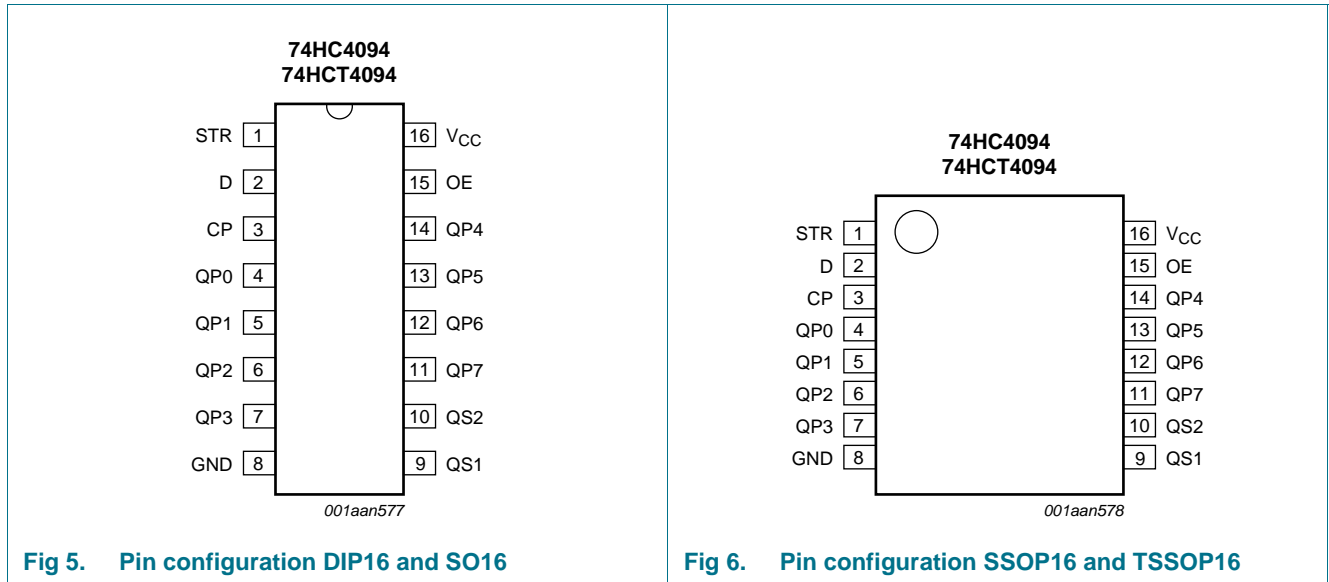 74HC4094
74HCT4094
STR 1 16 VCC
D 2 15 OE
CP 3 14 QP4
QP0 4 13 QP5
QP1 5 12 QP6
QP2 6 11 QP7
QP3 7 10 QS2
GND 8 9 QS1
001aan577
Fig 5. Pin configuration DIP16 and SO16
74HC4094
74HCT4094
STR 1 16 VCC
D 2 15 OE
CP 3 14 QP4
QP0 4 13 QP5
QP1 5 12 QP6
QP2 6 11 QP7
QP3 7 10 QS2
GND 8 9 QS1
001aan578
Fig 6. Pin configuration SSOP16 and TSSOP16